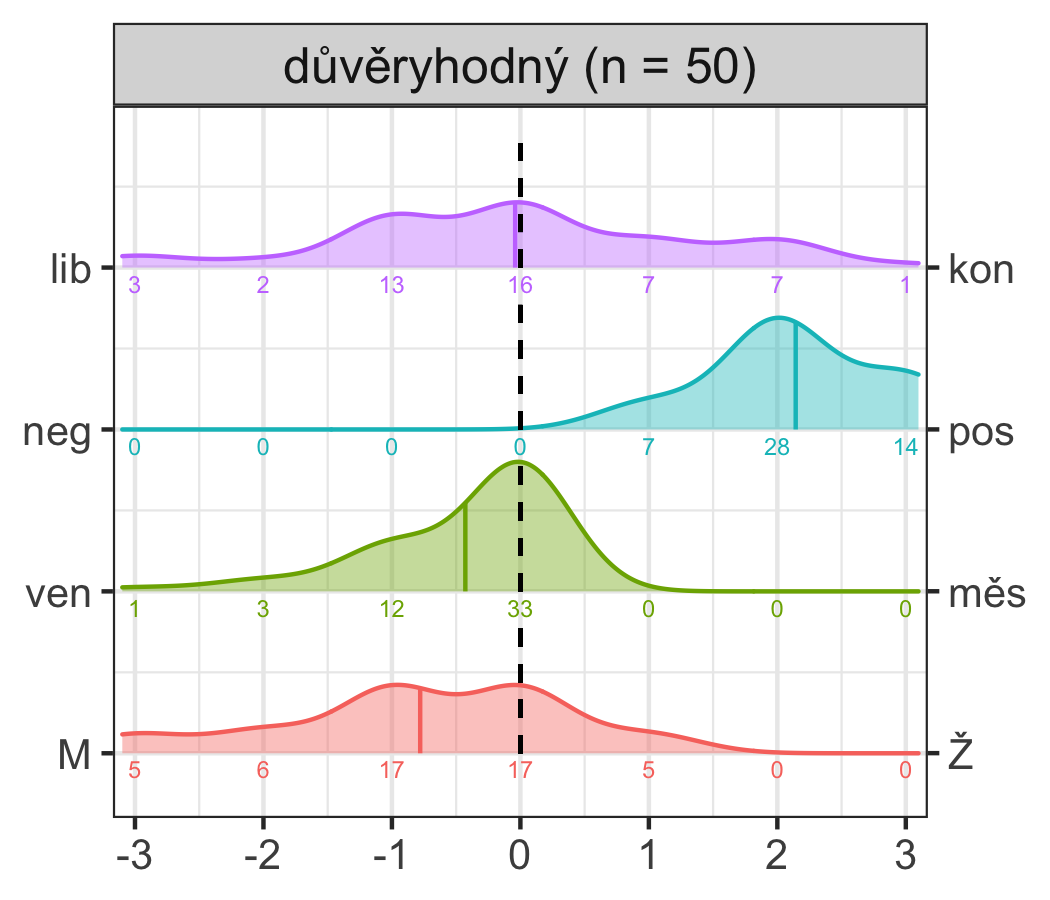 důvěryhodný (n = 50)
lib kon
3 2 13 16 7 7 1
neg pos
0 0 0 0 7 28 14
ven měs
1 3 12 33 0 0 0
M Ž
5 6 17 17 5 0 0
-3 -2 -1 0 1 2 3